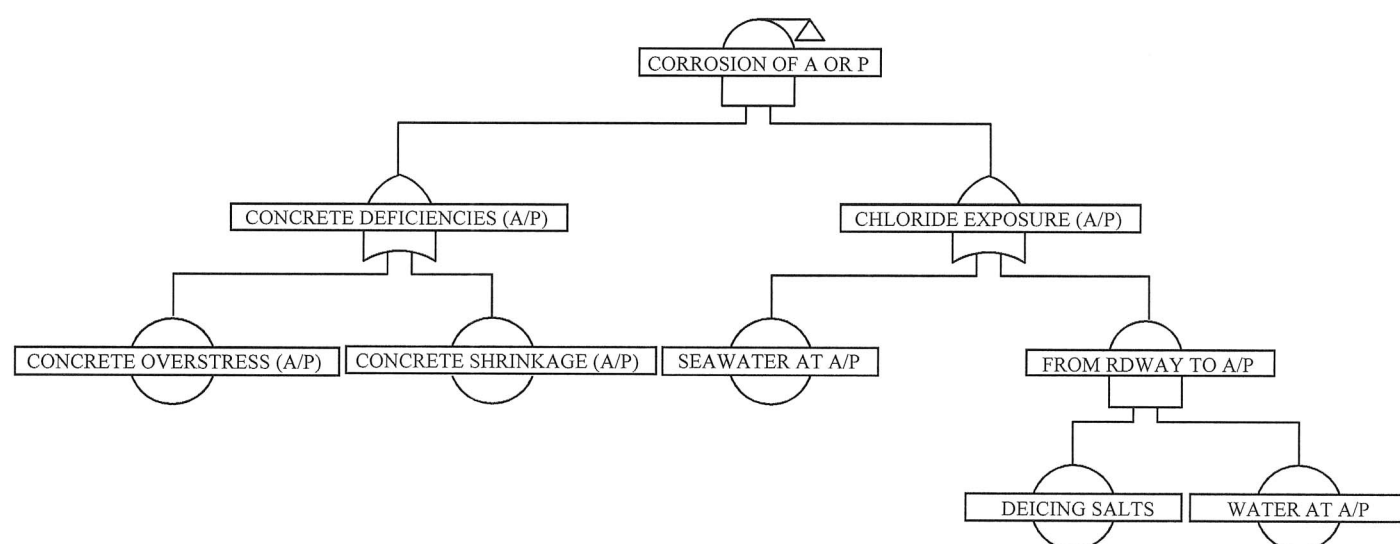 CORROSION OF A OR P
CONCRETE DEFICIENCIES (A/P)
CHLORIDE EXPOSURE (A/P)
CONCRETE OVERSTRESS (A/P)
CONCRETE SHRINKAGE (A/P)
SEAWATER AT A/P
FROM RDWAY TO A/P
DEICING SALTS
WATER AT A/P